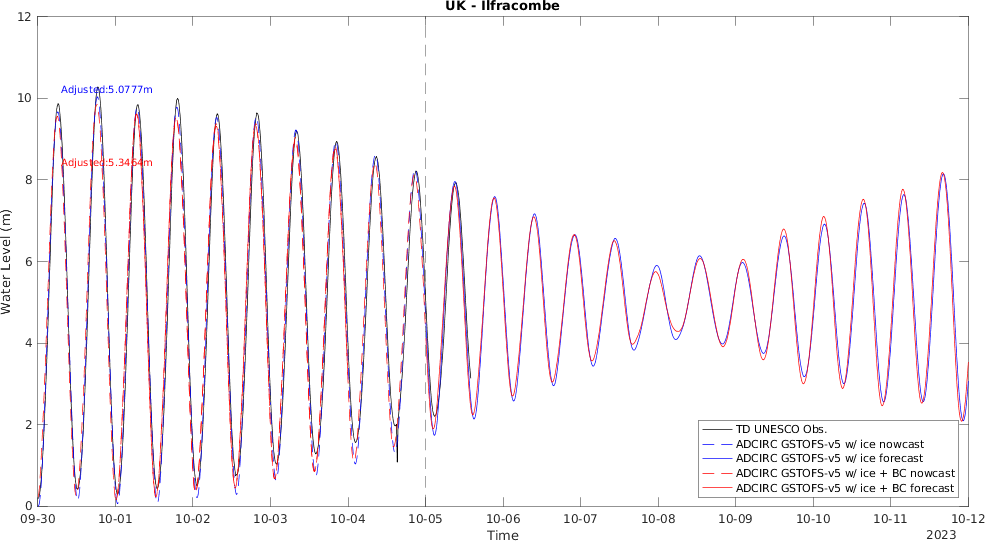 UK - Ilfracombe
12
10
8
6
4
2
0
Water Level (m)
Adjusted:5.0777m
Adjusted:5.3464m
TD UNESCO Obs.
ADCIRC GSTOFS-v5 w/ ice nowcast
ADCIRC GSTOFS-v5 w/ ice forecast
ADCIRC GSTOFS-v5 w/ ice + BC nowcast
ADCIRC GSTOFS-v5 w/ ice + BC forecast
09-30 10-01 10-02 10-03 10-04 10-05 10-06 10-07 10-08 10-09 10-10 10-11 10-12
Time
2023